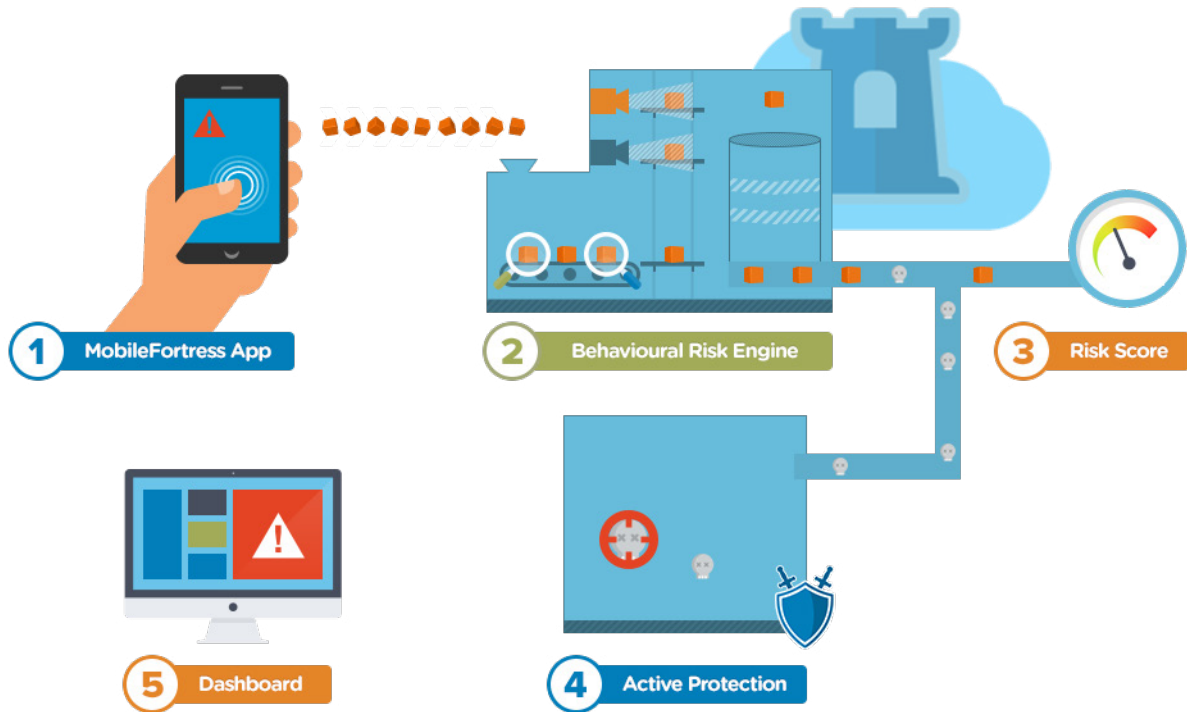 1 MobileFortress App
2 Behavioural Risk Engine
3 Risk Score
5 Dashboard
4 Active Protection